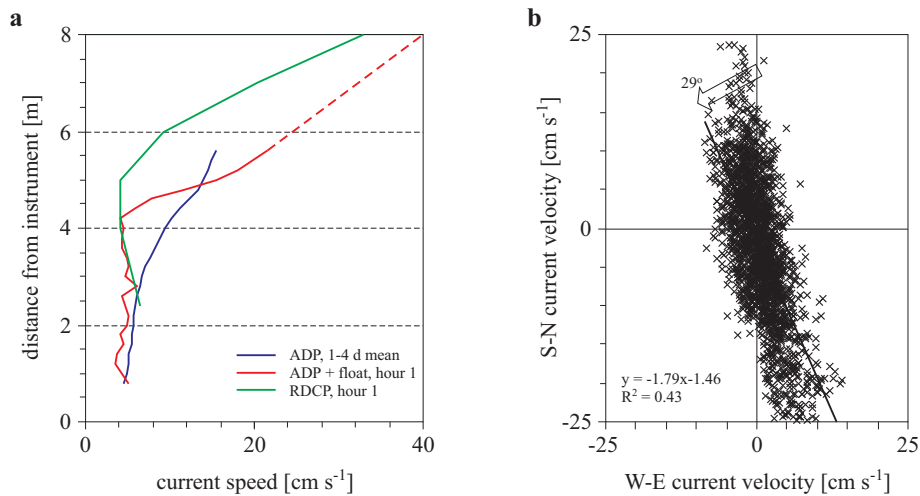 a
8
6
4
2
0
distance from instrument [m]
ADP, 1-4 d mean
ADP + float, hour 1
RDCP, hour 1
0
20
40
current speed [cm s⁻¹]
b
25
0
-25
S-N current velocity [cm s⁻¹]
29º
y = -1.79x-1.46
R² = 0.43
-25
0
25
W-E current velocity [cm s⁻¹]